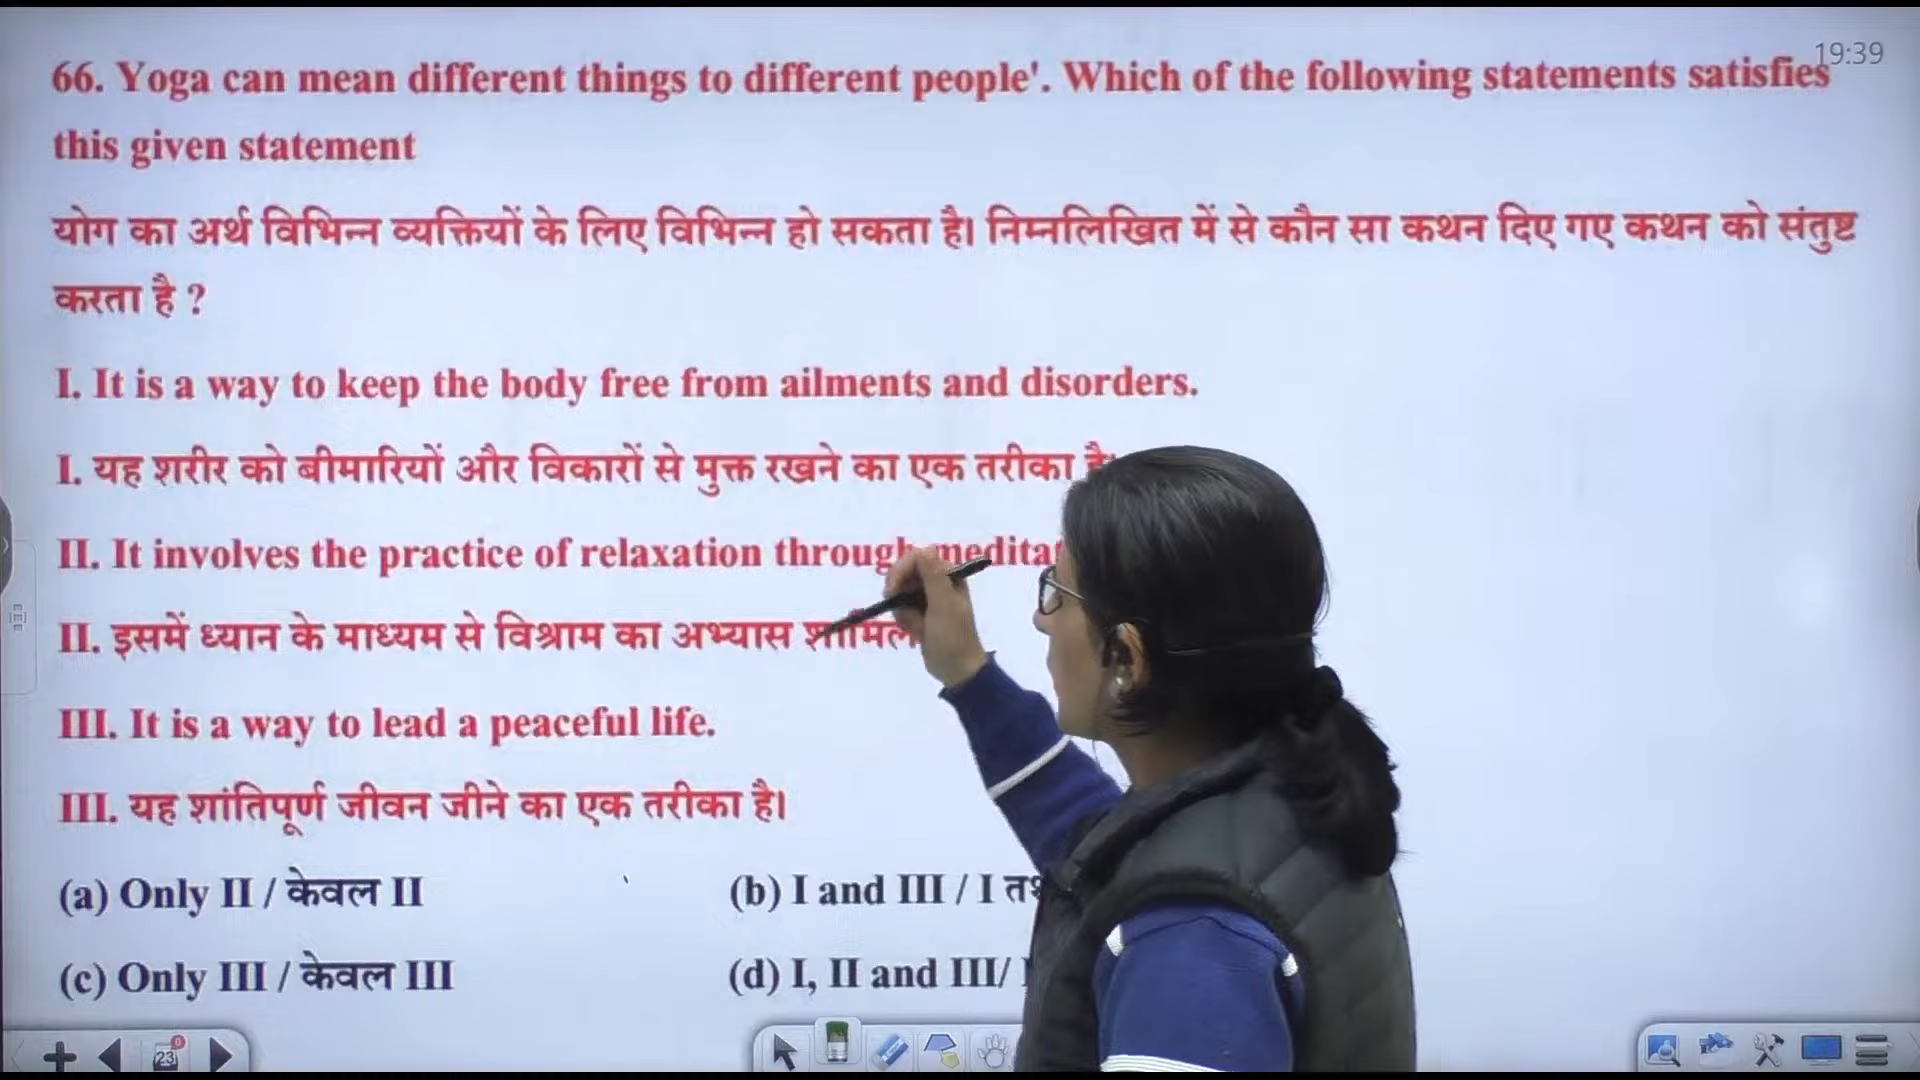 19:39
66. Yoga can mean different things to different people'. Which of the following statements satisfies
this given statement
योग का अर्थ विभिन्न व्यक्तियों के लिए विभिन्न हो सकता है। निम्नलिखित में से कौन सा कथन दिए गए कथन को संतुष्ट
करता है ?
I. It is a way to keep the body free from ailments and disorders.
I. यह शरीर को बीमारियों और विकारों से मुक्त रखने का एक तरीका है।
II. It involves the practice of relaxation through
II. इसमें ध्यान के माध्यम से विश्राम का अभ्यास शामिल
III. It is a way to lead a peaceful life.
III. यह शांतिपूर्ण जीवन जीने का एक तरीका है।
(a) Only II / केवल II (b) I and III / I
(c) Only III / केवल III (d) I, II and III/
23 0